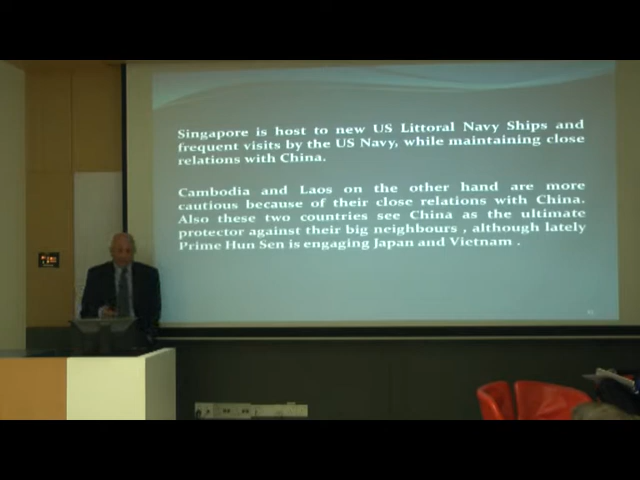 Singapore is host to new US Littoral Navy Ships and
frequent visits by the US Navy, while maintaining close
relations with China.
Cambodia and Laos on the other hand are more
cautious because of their close relations with China.
Also these two countries see China as the ultimate
protector against their big neighbours , although lately
Prime Hun Sen is engaging Japan and Vietnam .